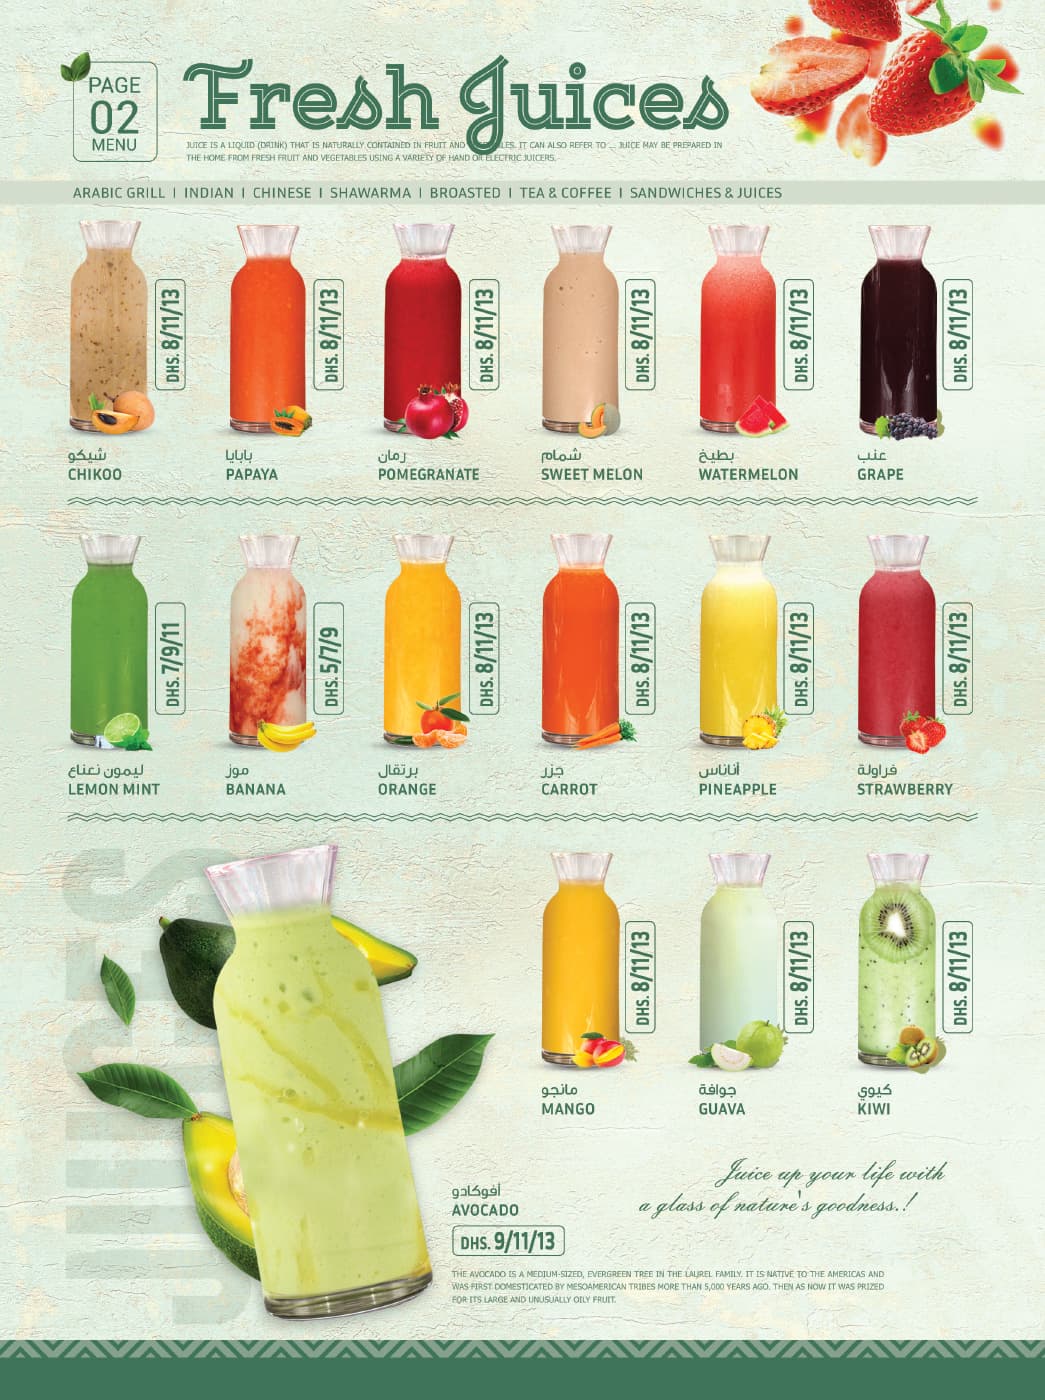 PAGE
02
MENU
Fresh Juices
JUICE IS A LIQUID (DRINK) THAT IS NATURALLY CONTAINED IN FRUIT AND IT CAN ALSO REFER TO ... JUICE MAY BE PREPARED IN
THE HOME FROM FRESH FRUIT AND VEGETABLES USING A VARIETY OF HAND OR ELECTRIC JUICERS.
ARABIC GRILL I INDIAN I CHINESE I SHAWARMA I BROASTED I TEA & COFFEE I SANDWICHES & JUICES
DHS. 8/11/13
شيكو
CHIKOO
DHS. 8/11/13
بابايا
PAPAYA
DHS. 8/11/13
رمان
POMEGRANATE
DHS. 8/11/13
شمام
SWEET MELON
DHS. 8/11/13
بطيخ
WATERMELON
DHS. 8/11/13
عنب
GRAPE
DHS. 7/9/11
ليمون نعناع
LEMON MINT
DHS. 5/7/9
موز
BANANA
DHS. 8/11/13
برتقال
ORANGE
DHS. 8/11/13
جزر
CARROT
DHS. 8/11/13
أناناس
PINEAPPLE
DHS. 8/11/13
فراولة
STRAWBERRY
JUICES
DHS. 8/11/13
مانجو
MANGO
DHS. 8/11/13
جوافة
GUAVA
DHS. 8/11/13
كيوي
KIWI
Juice up your life with
a glass of nature's goodness.!
أفوكادو
AVOCADO
DHS. 9/11/13
THE AVOCADO IS A MEDIUM-SIZED, EVERGREEN TREE IN THE LAUREL FAMILY. IT IS NATIVE TO THE AMERICAS AND
WAS FIRST DOMESTICATED BY MESOAMERICAN TRIBES MORE THAN 5,000 YEARS AGO. THEN AS NOW IT WAS PRIZED
FOR ITS LARGE AND UNUSUALLY OILY FRUIT.